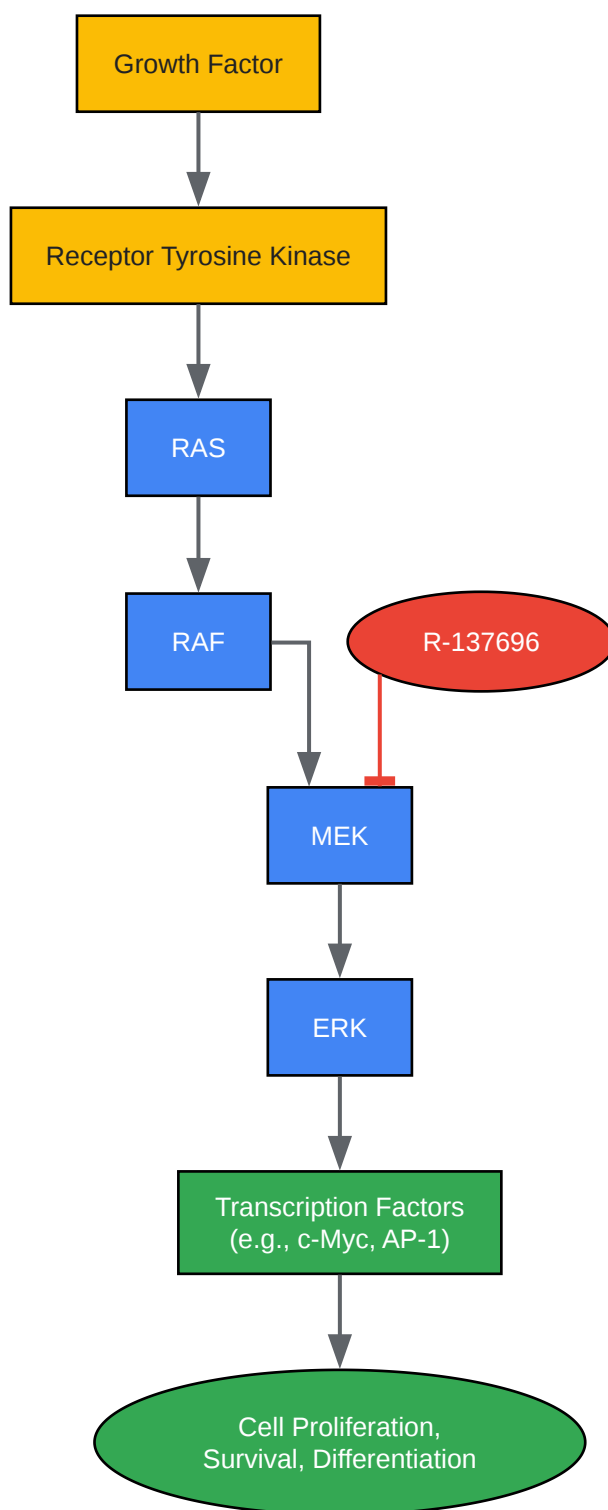 Growth Factor
Receptor Tyrosine Kinase
RAS
RAF
R-137696
MEK
ERK
Transcription Factors
(e.g., c-Myc, AP-1)
Cell Proliferation,
Survival, Differentiation